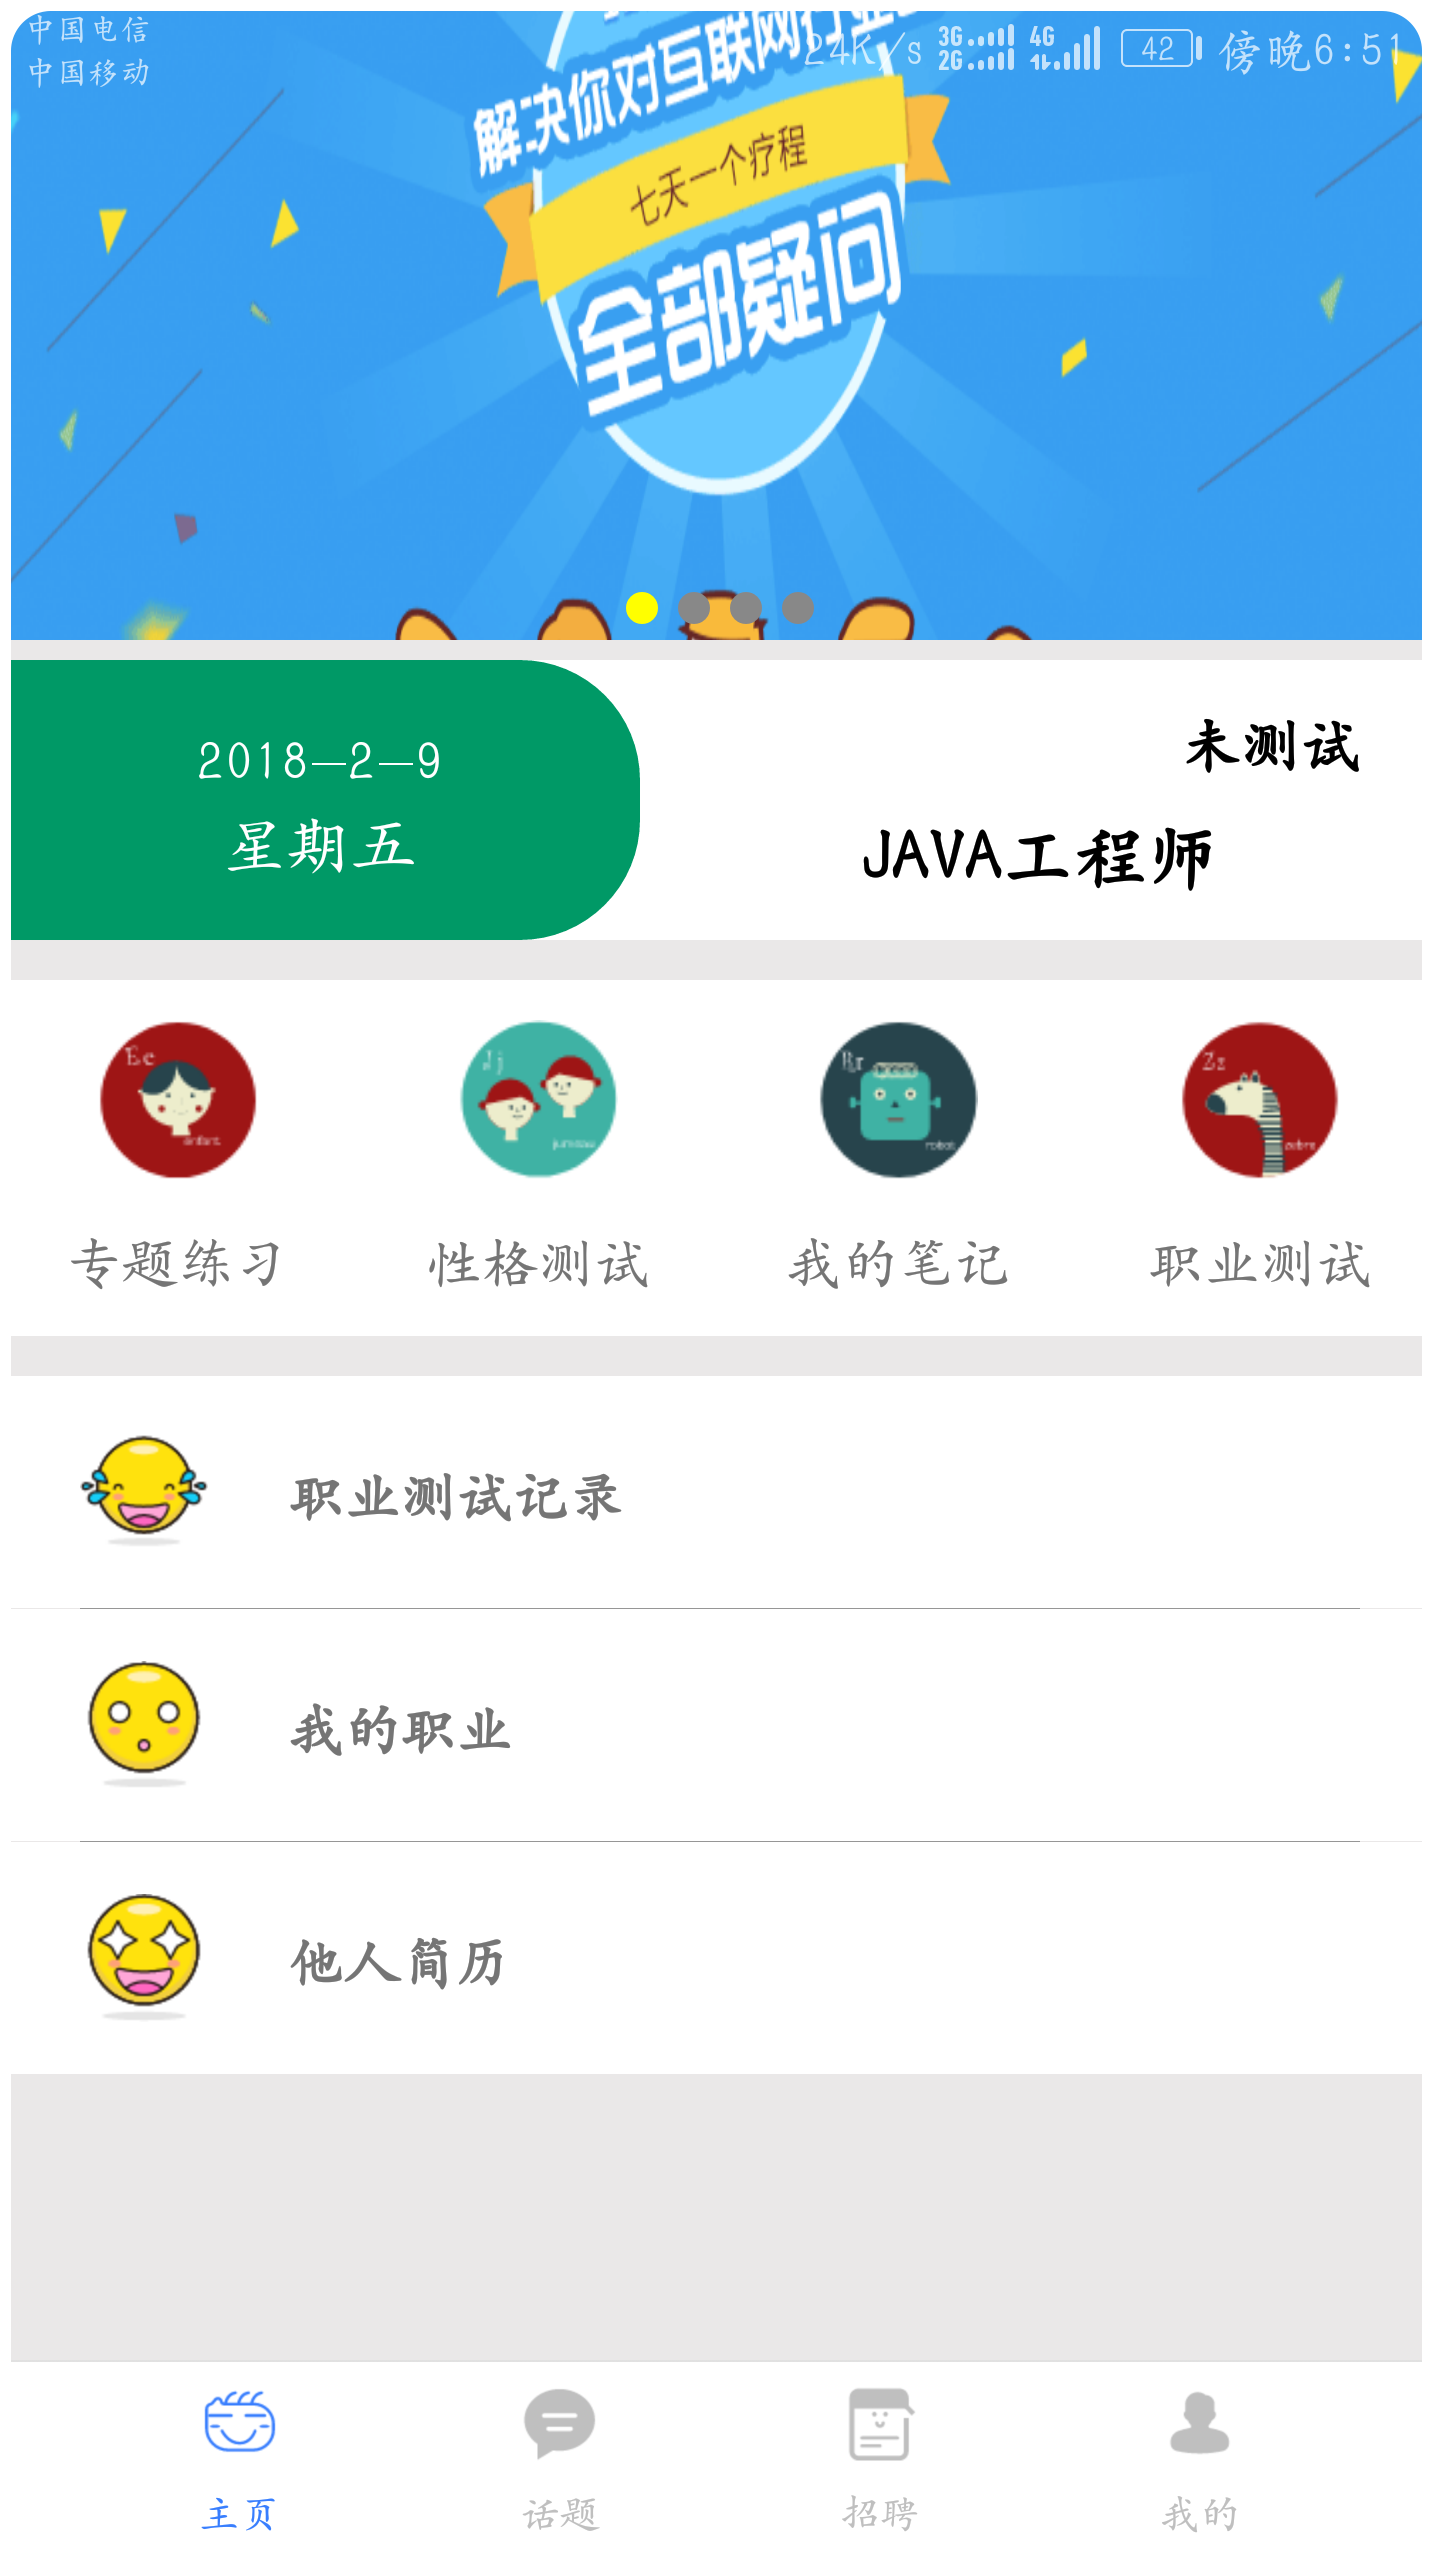 中国电信
中国移动
24K/s 3G 2G 4G 42 傍晚6:51
解决你对互联网行业
七天一个疗程
全部疑问
2018-2-9
星期五
未测试
JAVA工程师
Ee
enfant
Jj
jumeau
Rr
robot
Zz
zebre
专题练习 性格测试 我的笔记 职业测试
职业测试记录
我的职业
他人简历
主页 话题 招聘 我的